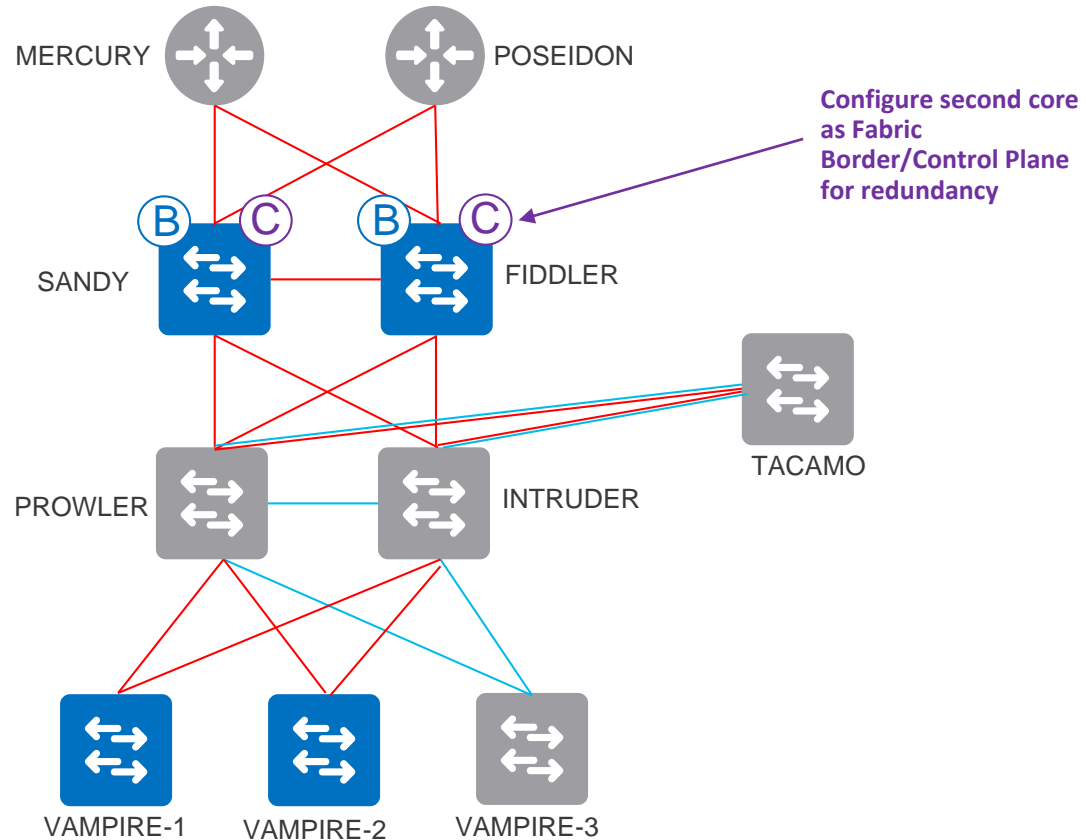 MERCURY
POSEIDON
Configure second core
as Fabric
Border/Control Plane
for redundancy
B
C
B
C
SANDY
FIDDLER
TACAMO
PROWLER
INTRUDER
VAMPIRE-1
VAMPIRE-2
VAMPIRE-3